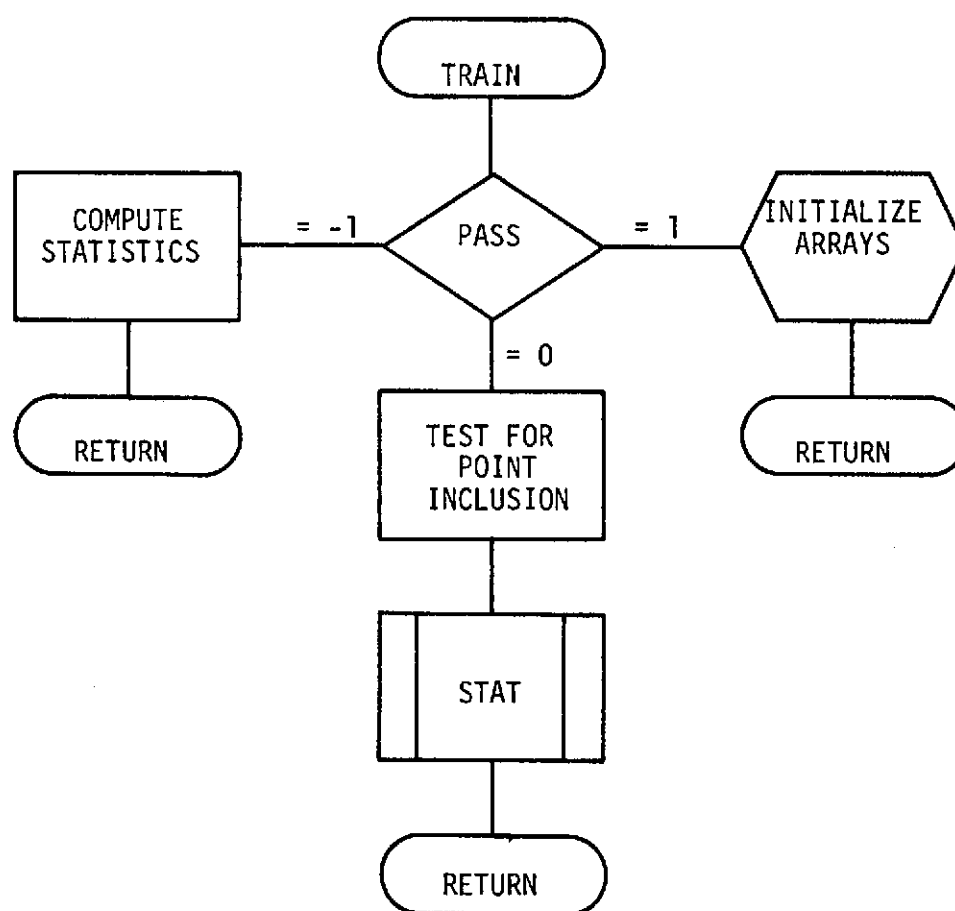 TRAIN
COMPUTE
STATISTICS
= -1
PASS
= 1
INITIALIZE
ARRAYS
= 0
RETURN
TEST FOR
POINT
INCLUSION
RETURN
STAT
RETURN